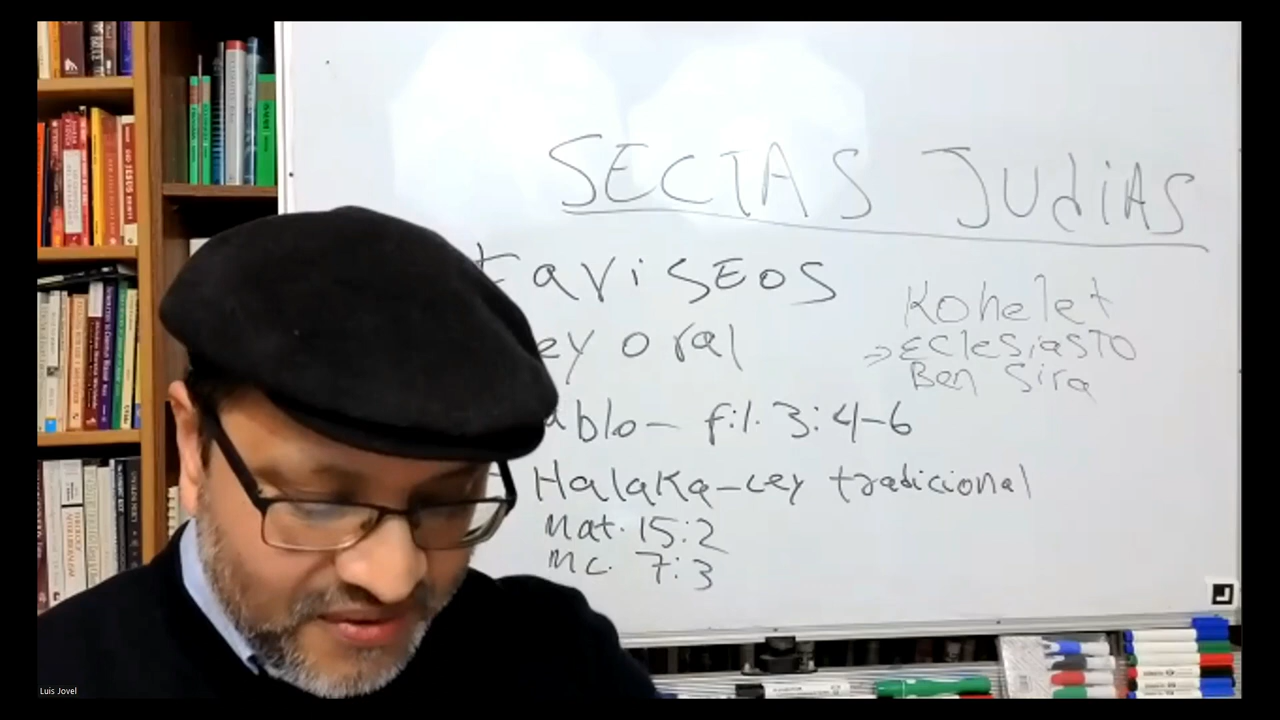 SECTAS JUdiAS
FariSEOS
ey oral
ablo- fil. 3:4-6
Halaka-Ley tradicional
Mat. 15:2
Mc. 7:3
Kohelet
→ EclesiasTO
Ben Sira
Luis Jovel